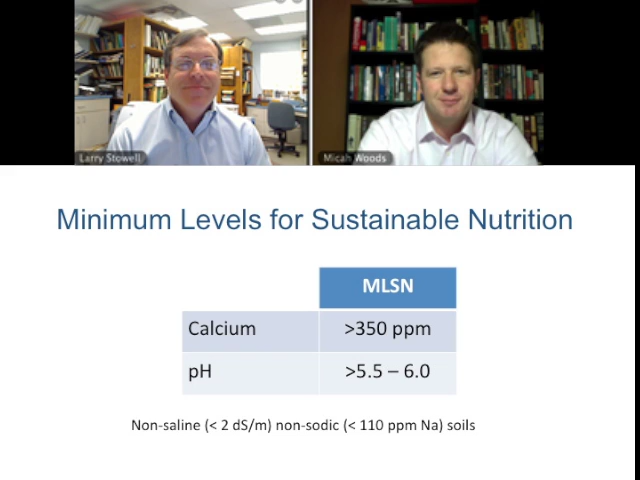 Larry Stowell
Micah Woods
Minimum Levels for Sustainable Nutrition
MLSN
Calcium >350 ppm
pH >5.5 – 6.0
Non-saline (< 2 dS/m) non-sodic (< 110 ppm Na) soils